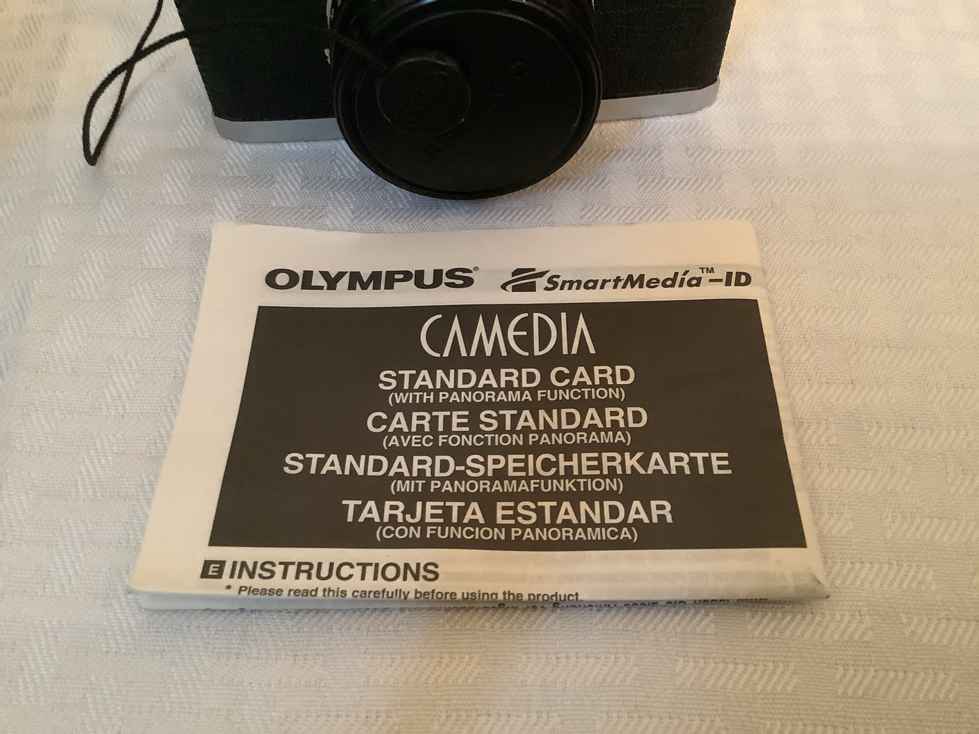 OLYMPUS® SmartMedia™-ID
CAMEDIA
STANDARD CARD
(WITH PANORAMA FUNCTION)
CARTE STANDARD
(AVEC FONCTION PANORAMA)
STANDARD-SPEICHERKARTE
(MIT PANORAMAFUNKTION)
TARJETA ESTANDAR
(CON FUNCION PANORAMICA)
E INSTRUCTIONS
* Please read this carefully before using the product.